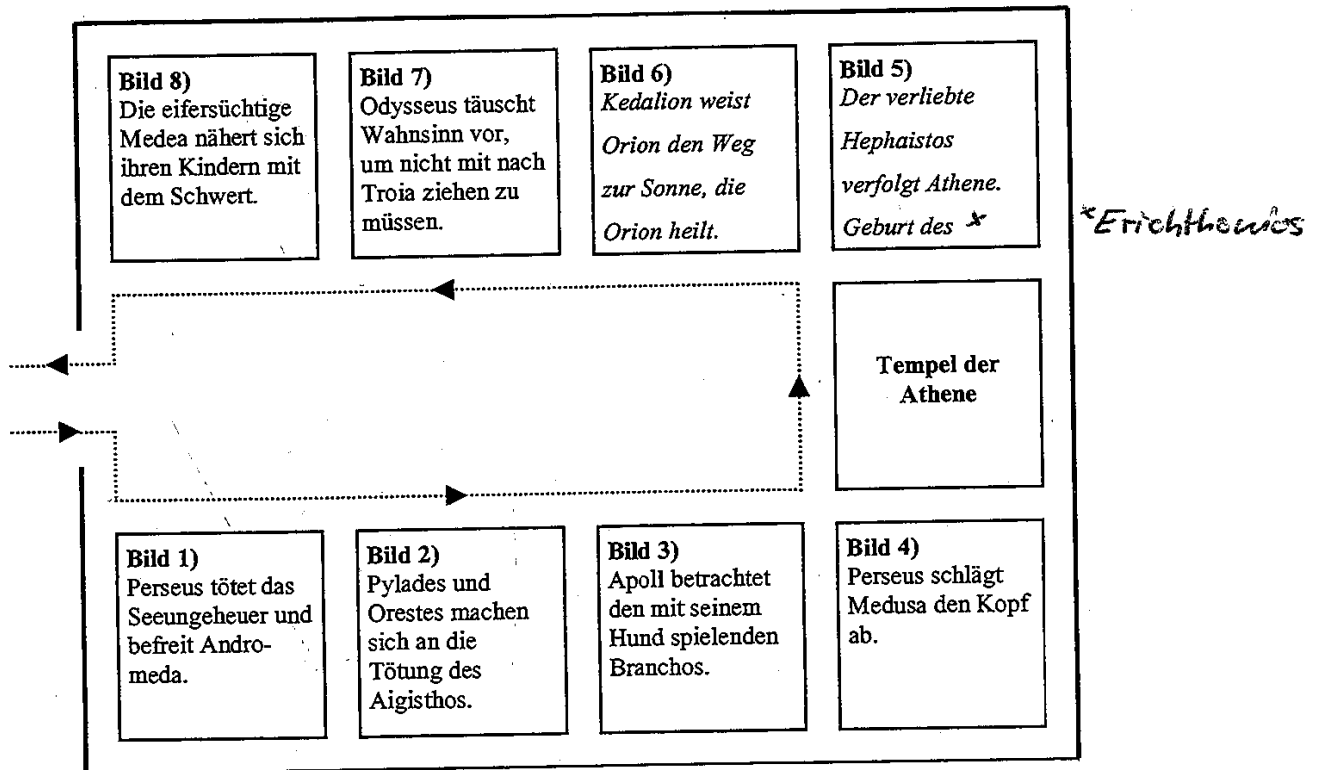 Bild 8)
Die eifersüchtige
Medea nähert sich
ihren Kindern mit
dem Schwert.
Bild 7)
Odysseus täuscht
Wahnsinn vor,
um nicht mit nach
Troia ziehen zu
müssen.
Bild 6)
Kedalion weist
Orion den Weg
zur Sonne, die
Orion heilt.
Bild 5)
Der verliebte
Hephaistos
verfolgt Athene.
Geburt des *
*Erichthonios
Tempel der
Athene
Bild 1)
Perseus tötet das
Seeungeheuer und
befreit Andro-
meda.
Bild 2)
Pylades und
Orestes machen
sich an die
Tötung des
Aigisthos.
Bild 3)
Apoll betrachtet
den mit seinem
Hund spielenden
Branchos.
Bild 4)
Perseus schlägt
Medusa den Kopf
ab.